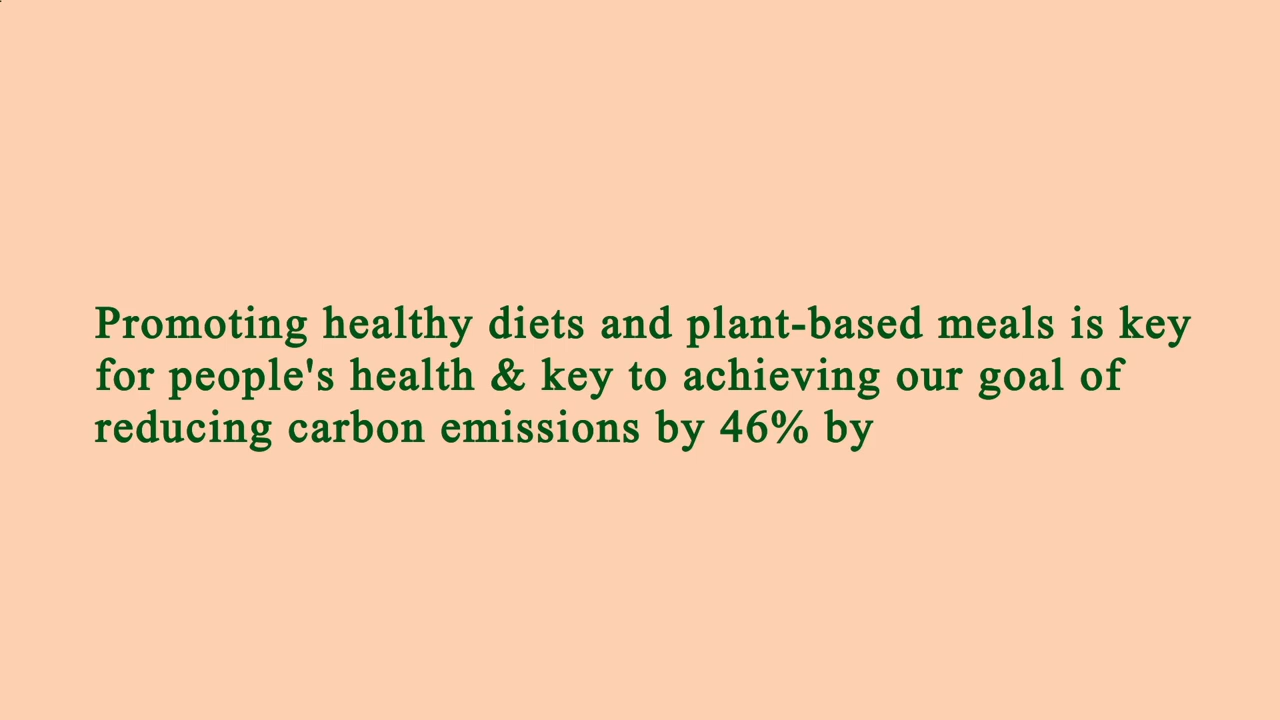 Promoting healthy diets and plant-based meals is key
for people's health & key to achieving our goal of
reducing carbon emissions by 46% by